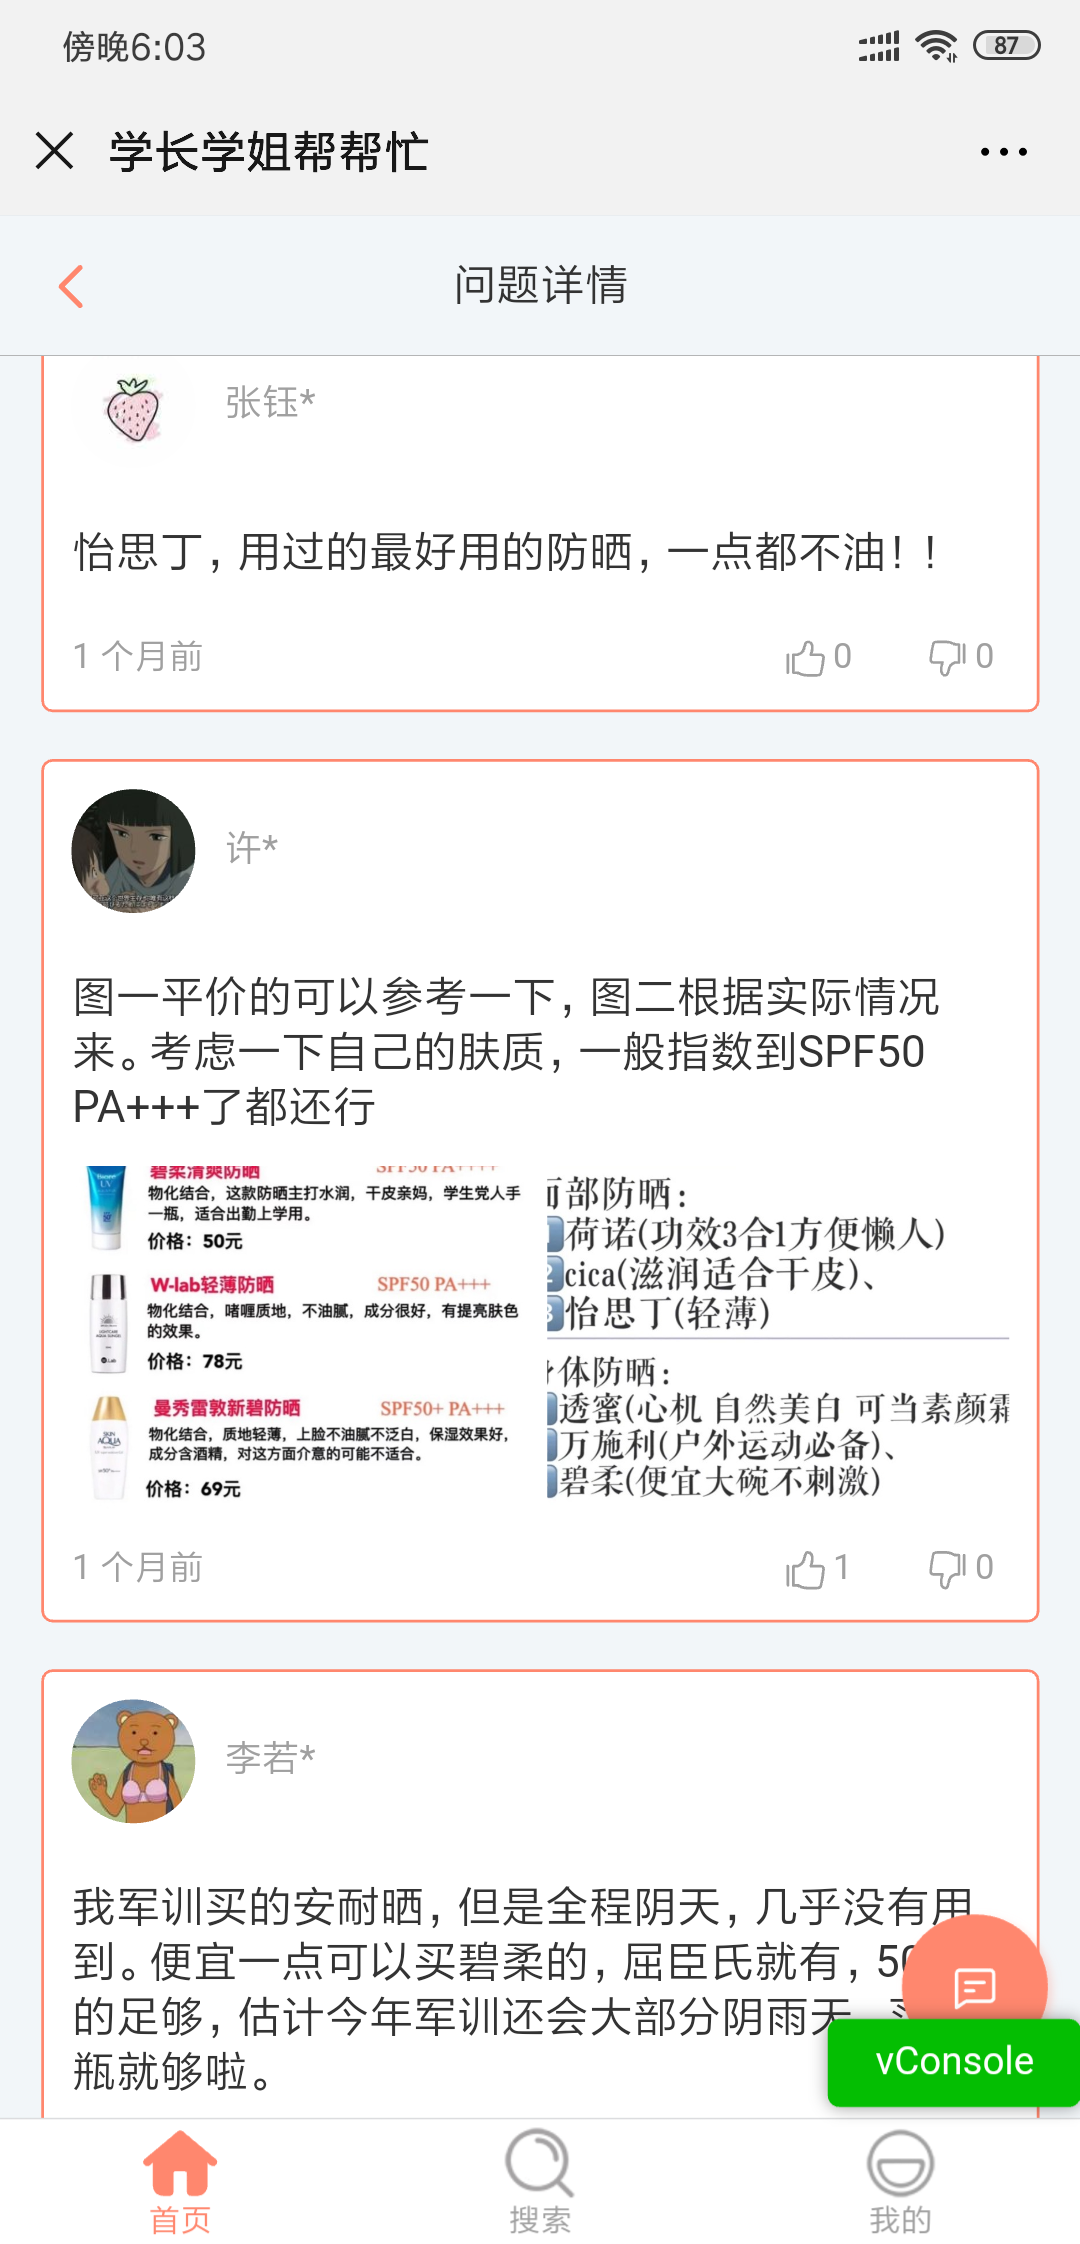 傍晚6:03
87
学长学姐帮帮忙
问题详情
张钰*
怡思丁，用过的最好用的防晒，一点都不油！！
1 个月前
0
0
许*
图一平价的可以参考一下，图二根据实际情况
来。考虑一下自己的肤质，一般指数到SPF50
PA+++了都还行
碧柔清爽防晒 SPF50 PA++++
物化结合，这款防晒主打水润，干皮亲妈，学生党人手
一瓶，适合出勤上学用。
价格：50元
W-lab轻薄防晒 SPF50 PA+++
物化结合，啫喱质地，不油腻，成分很好，有提亮肤色
的效果。
价格：78元
曼秀雷敦新碧防晒 SPF50+ PA+++
物化结合，质地轻薄，上脸不油腻不泛白，保湿效果好，
成分含酒精，对这方面介意的可能不适合。
价格：69元
SKIN
AQUA
面部防晒：
1荷诺(功效3合1方便懒人)
2cica(滋润适合干皮)、
3怡思丁(轻薄)
身体防晒：
透蜜(心机 自然美白 可当素颜霜
万施利(户外运动必备)、
碧柔(便宜大碗不刺激)
1 个月前
1
0
李若*
我军训买的安耐晒，但是全程阴天，几乎没有用
到。便宜一点可以买碧柔的，屈臣氏就有，50
的足够，估计今年军训还会大部分阴雨天
瓶就够啦。
vConsole
首页
搜索
我的